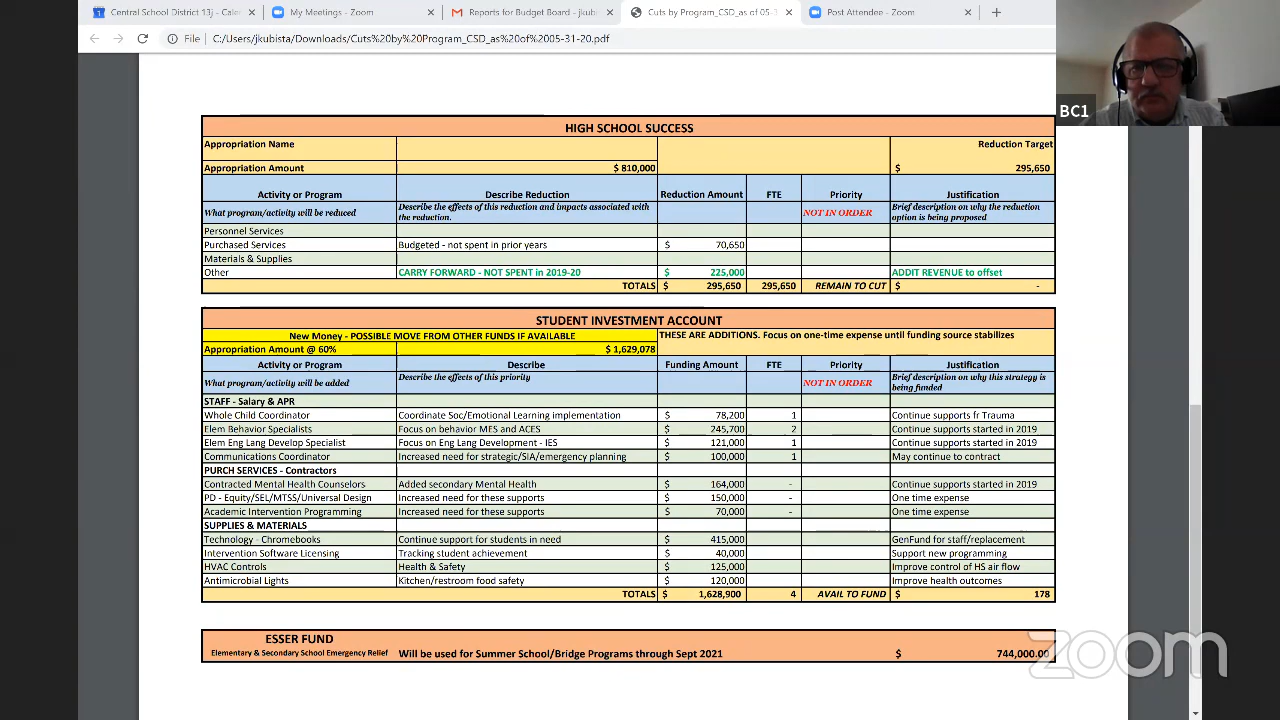 Central School District 13j - Cale
My Meetings - Zoom
Reports for Budget Board - jkubis
Cuts by Program_CSD_as of 05-
Post Attendee - Zoom
File C:/Users/jkubista/Downloads/Cuts%20by%20Program_CSD_as%20of%2005-31-20.pdf
BC1
HIGH SCHOOL SUCCESS
Appropriation Name Reduction Target
Appropriation Amount $ 810,000 $ 295,650
Activity or Program Describe Reduction Reduction Amount FTE Priority Justification
What program/activity will be reduced Describe the effects of this reduction and impacts associated with the reduction. NOT IN ORDER Brief description on why the reduction option is being proposed
Personnel Services
Purchased Services Budgeted - not spent in prior years $ 70,650
Materials & Supplies
Other CARRY FORWARD - NOT SPENT in 2019-20 $ 225,000 ADDIT REVENUE to offset
TOTALS $ 295,650 295,650 REMAIN TO CUT $ -
STUDENT INVESTMENT ACCOUNT
New Money - POSSIBLE MOVE FROM OTHER FUNDS IF AVAILABLE THESE ARE ADDITIONS. Focus on one-time expense until funding source stabilizes
Appropriation Amount @ 60% $ 1,629,078
Activity or Program Describe Funding Amount FTE Priority Justification
What program/activity will be added Describe the effects of this priority NOT IN ORDER Brief description on why this strategy is being funded
STAFF - Salary & APR
Whole Child Coordinator Coordinate Soc/Emotional Learning implementation $ 78,200 1 Continue supports fr Trauma
Elem Behavior Specialists Focus on behavior MES and ACES $ 245,700 2 Continue supports started in 2019
Elem Eng Lang Develop Specialist Focus on Eng Lang Development - IES $ 121,000 1 Continue supports started in 2019
Communications Coordinator Increased need for strategic/SIA/emergency planning $ 100,000 1 May continue to contract
PURCH SERVICES - Contractors
Contracted Mental Health Counselors Added secondary Mental Health $ 164,000 - Continue supports started in 2019
PD - Equity/SEL/MTSS/Universal Design Increased need for these supports $ 150,000 - One time expense
Academic Intervention Programming Increased need for these supports $ 70,000 - One time expense
SUPPLIES & MATERIALS
Technology - Chromebooks Continue support for students in need $ 415,000 GenFund for staff/replacement
Intervention Software Licensing Tracking student achievement $ 40,000 Support new programming
HVAC Controls Health & Safety $ 125,000 Improve control of HS air flow
Antimicrobial Lights Kitchen/restroom food safety $ 120,000 Improve health outcomes
TOTALS $ 1,628,900 4 AVAIL TO FUND $ 178
ESSER FUND
Elementary & Secondary School Emergency Relief Will be used for Summer School/Bridge Programs through Sept 2021 $ 744,000.00
zoom